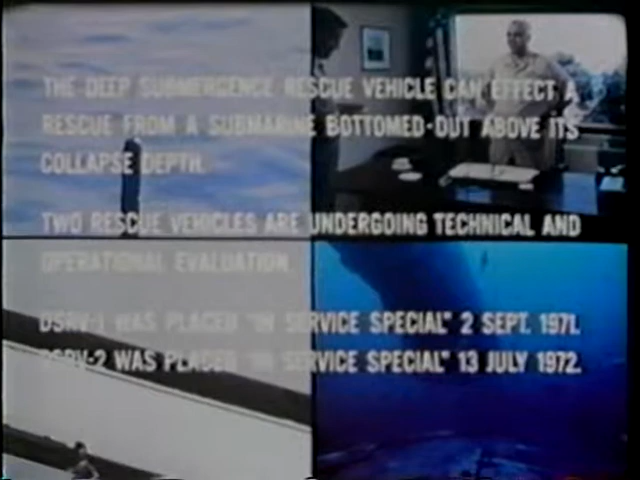 THE DEEP SUBMERGENCE RESCUE VEHICLE CAN EFFECT A
RESCUE FROM A SUBMARINE BOTTOMED-OUT ABOVE ITS
COLLAPSE DEPTH.
TWO RESCUE VEHICLES ARE UNDERGOING TECHNICAL AND
OPERATIONAL EVALUATION.
DSRV-1 WAS PLACED "IN SERVICE SPECIAL" 2 SEPT. 1971.
DSRV-2 WAS PLACED "IN SERVICE SPECIAL" 13 JULY 1972.